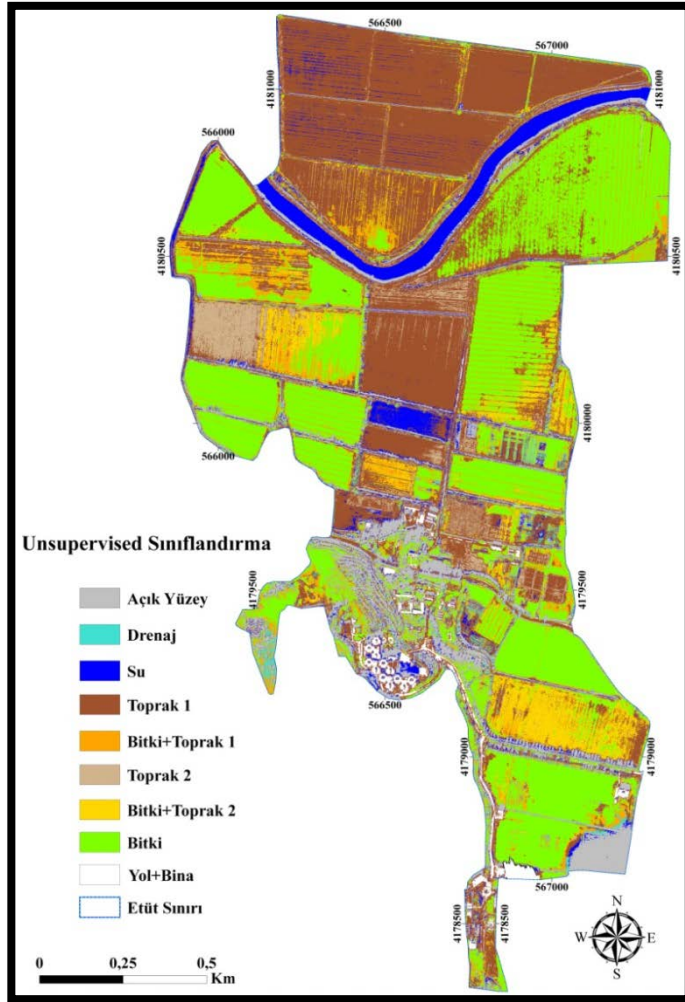 566500
567000
4181000
4181000
566000
4180500
4180500
4180000
566000
Unsupervised Sınıflandırma
4179500
4179500
Açık Yüzey
Drenaj
Su
Toprak 1
566500
Bitki+Toprak 1
4179000
4179000
Toprak 2
Bitki+Toprak 2
Bitki
Yol+Bina
567000
Etüt Sınırı
4178500
4178500
N
W
E
S
0
0,25
0,5
Km